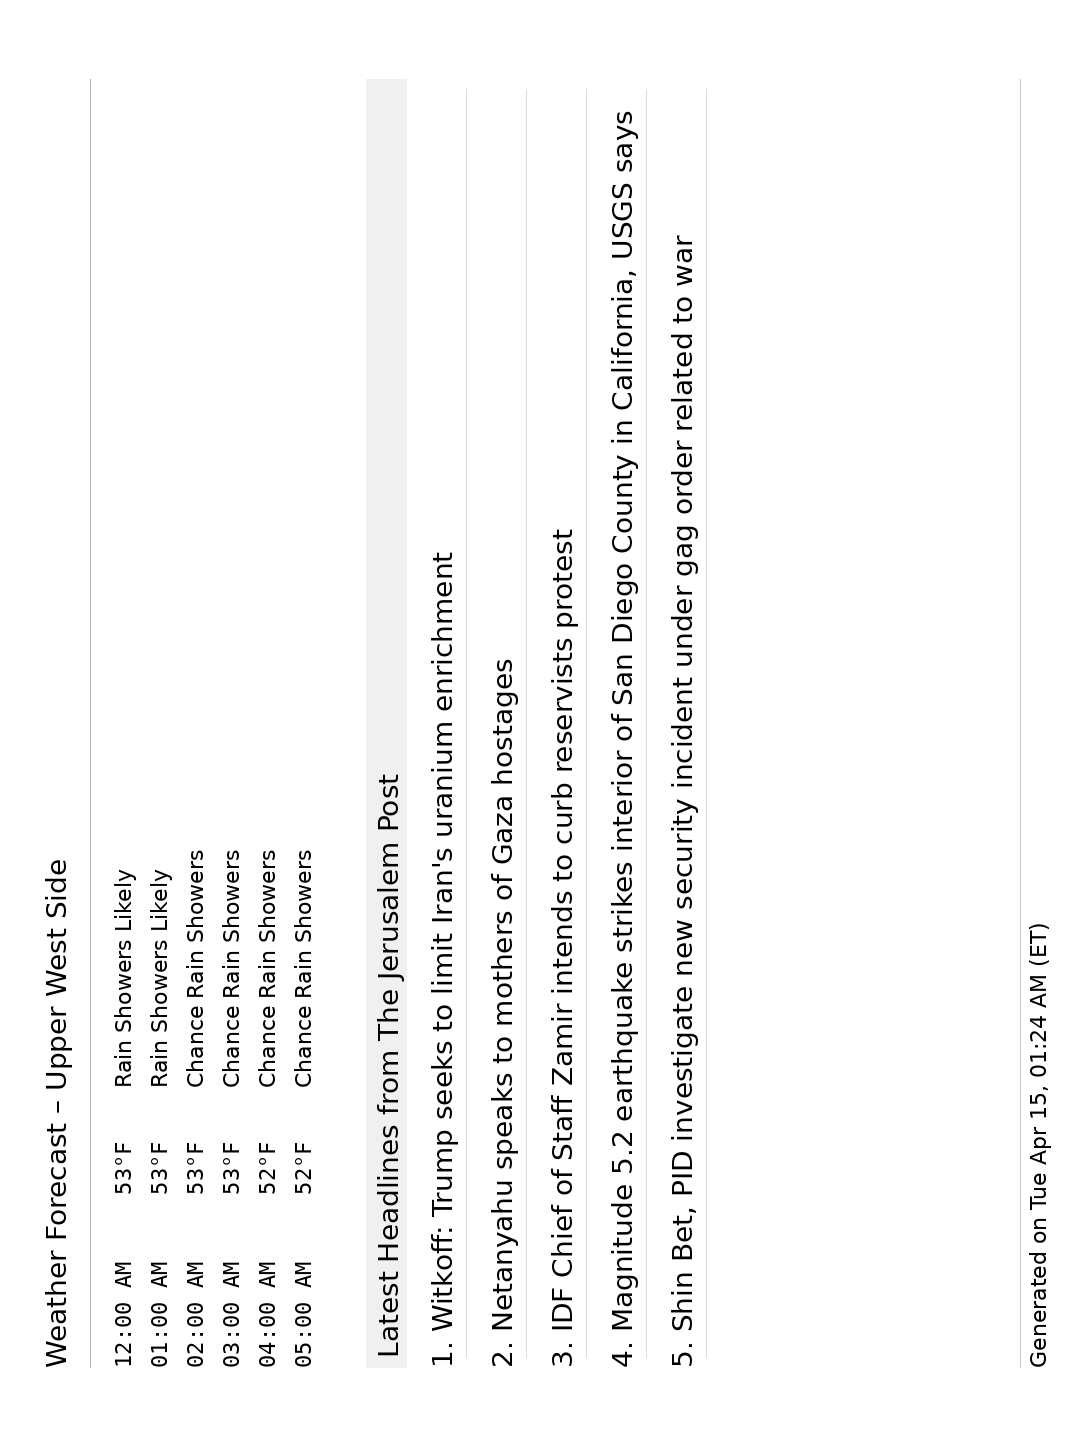 Weather Forecast – Upper West Side
12:00 AM 53°F Rain Showers Likely
01:00 AM 53°F Rain Showers Likely
02:00 AM 53°F Chance Rain Showers
03:00 AM 53°F Chance Rain Showers
04:00 AM 52°F Chance Rain Showers
05:00 AM 52°F Chance Rain Showers
Latest Headlines from The Jerusalem Post
1. Witkoff: Trump seeks to limit Iran's uranium enrichment
2. Netanyahu speaks to mothers of Gaza hostages
3. IDF Chief of Staff Zamir intends to curb reservists protest
4. Magnitude 5.2 earthquake strikes interior of San Diego County in California, USGS says
5. Shin Bet, PID investigate new security incident under gag order related to war
Generated on Tue Apr 15, 01:24 AM (ET)